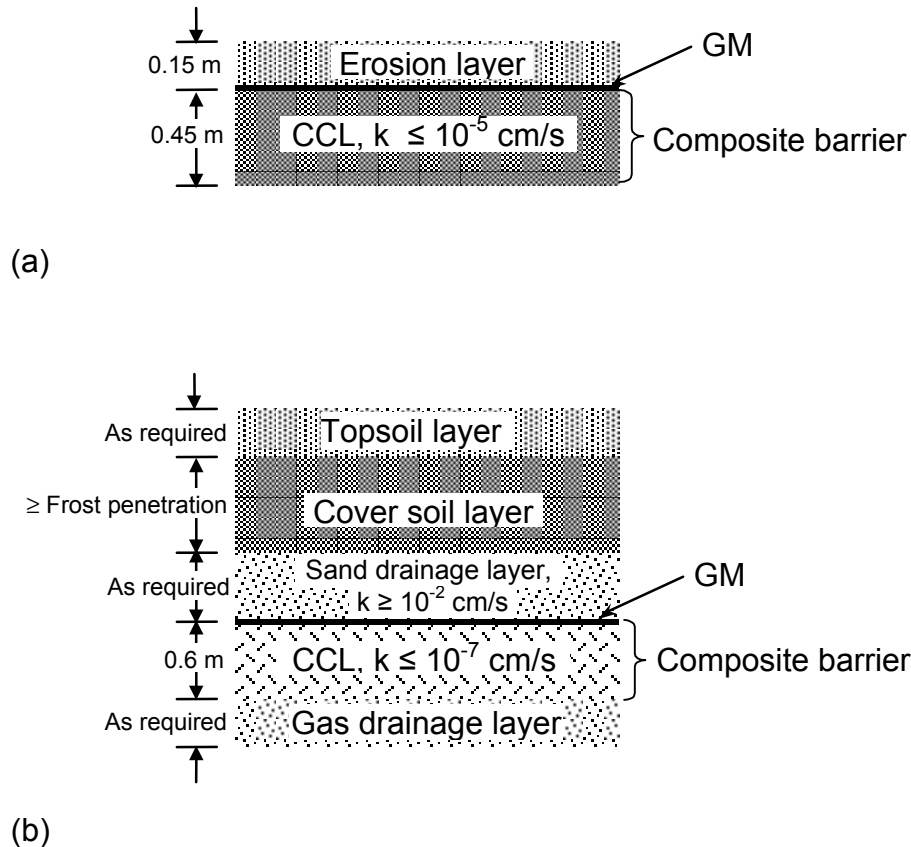 GM
0.15 m
Erosion layer
0.45 m
CCL, k ≤ 10⁻⁵ cm/s
Composite barrier
(a)
As required
Topsoil layer
≥ Frost penetration
Cover soil layer
As required
Sand drainage layer,
k ≥ 10⁻² cm/s
GM
0.6 m
CCL, k ≤ 10⁻⁷ cm/s
Composite barrier
As required
Gas drainage layer
(b)